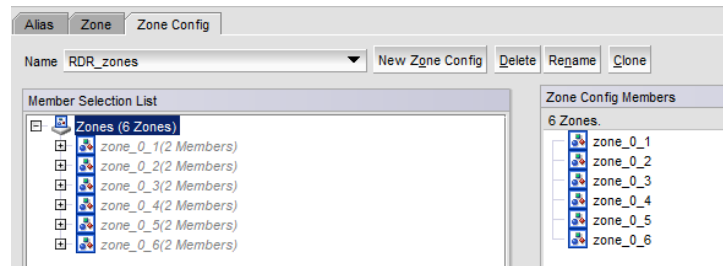 Alias Zone Zone Config
Name RDR_zones New Zone Config Delete Rename Clone
Member Selection List
Zones (6 Zones)
zone_0_1(2 Members)
zone_0_2(2 Members)
zone_0_3(2 Members)
zone_0_4(2 Members)
zone_0_5(2 Members)
zone_0_6(2 Members)
Zone Config Members
6 Zones.
zone_0_1
zone_0_2
zone_0_3
zone_0_4
zone_0_5
zone_0_6